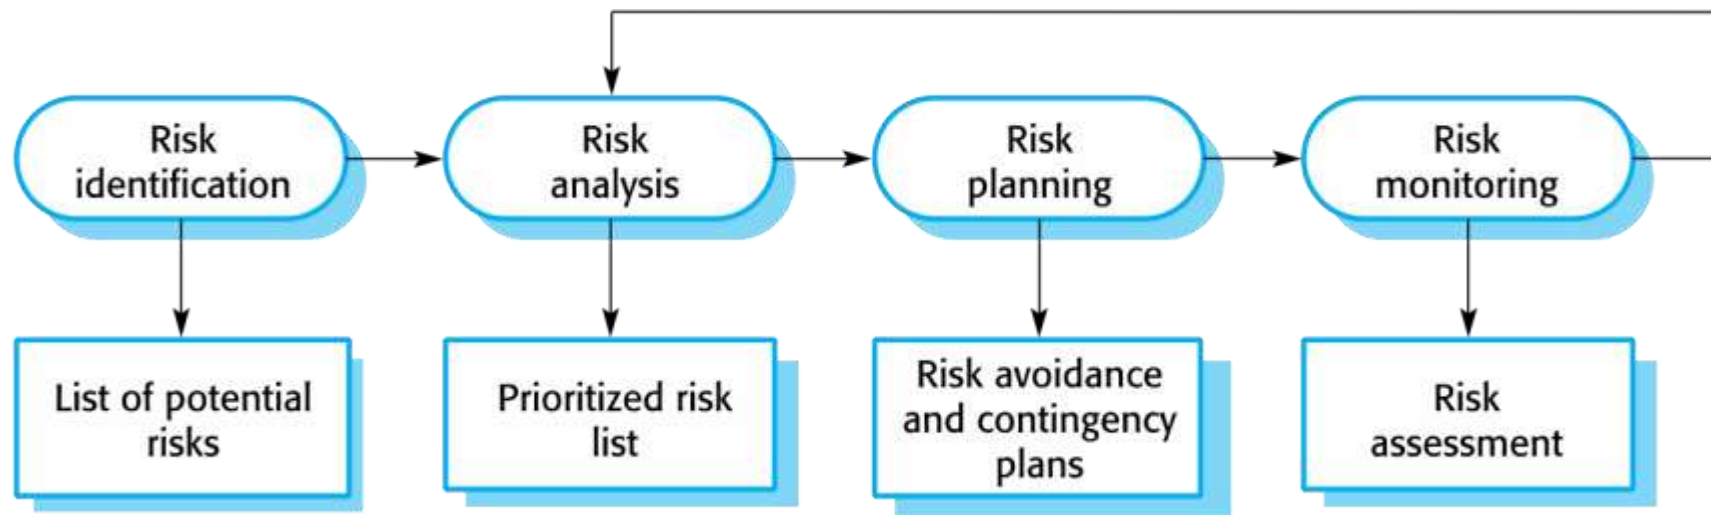 Risk
identification
Risk
analysis
Risk
planning
Risk
monitoring
List of potential
risks
Prioritized risk
list
Risk avoidance
and contingency
plans
Risk
assessment